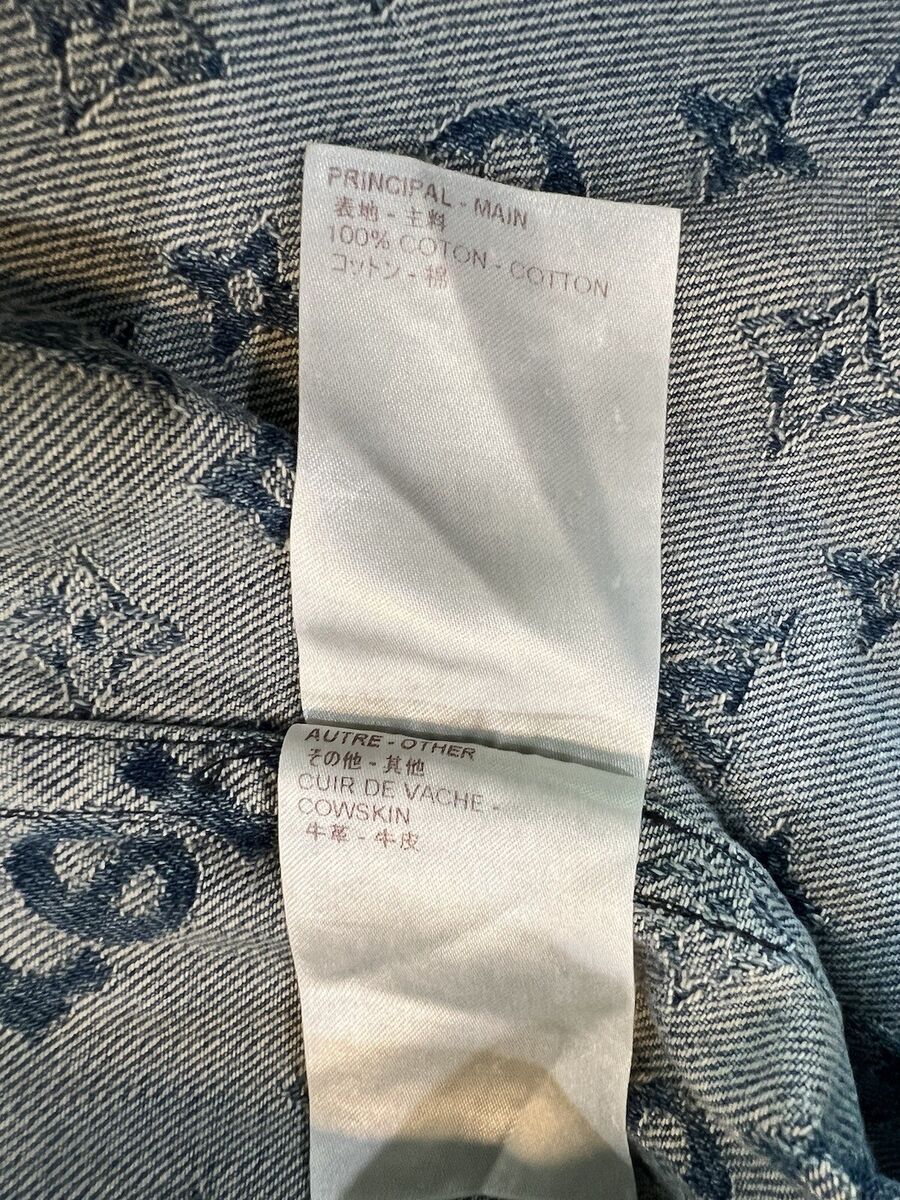 PRINCIPAL - MAIN
表地 - 主料
100% COTON - COTTON
コットン - 棉
AUTRE - OTHER
その他 - 其他
CUIR DE VACHE -
COWSKIN
牛革 - 牛皮